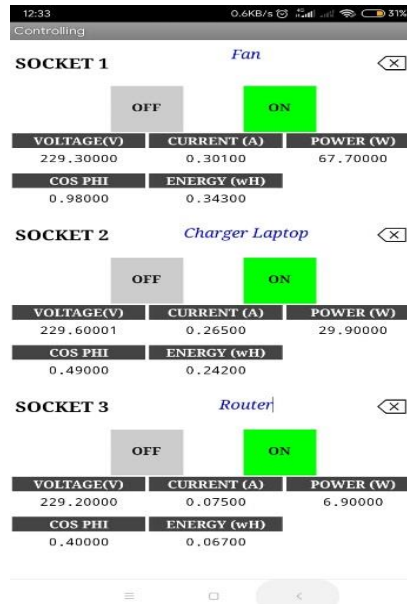 12:33 0.6KB/s 31%
Controlling
SOCKET 1 Fan
OFF ON
VOLTAGE(V) CURRENT (A) POWER (W)
229.30000 0.30100 67.70000
COS PHI ENERGY (wH)
0.98000 0.34300
SOCKET 2 Charger Laptop
OFF ON
VOLTAGE(V) CURRENT (A) POWER (W)
229.60001 0.26500 29.90000
COS PHI ENERGY (wH)
0.49000 0.24200
SOCKET 3 Router
OFF ON
VOLTAGE(V) CURRENT (A) POWER (W)
229.20000 0.07500 6.90000
COS PHI ENERGY (wH)
0.40000 0.06700